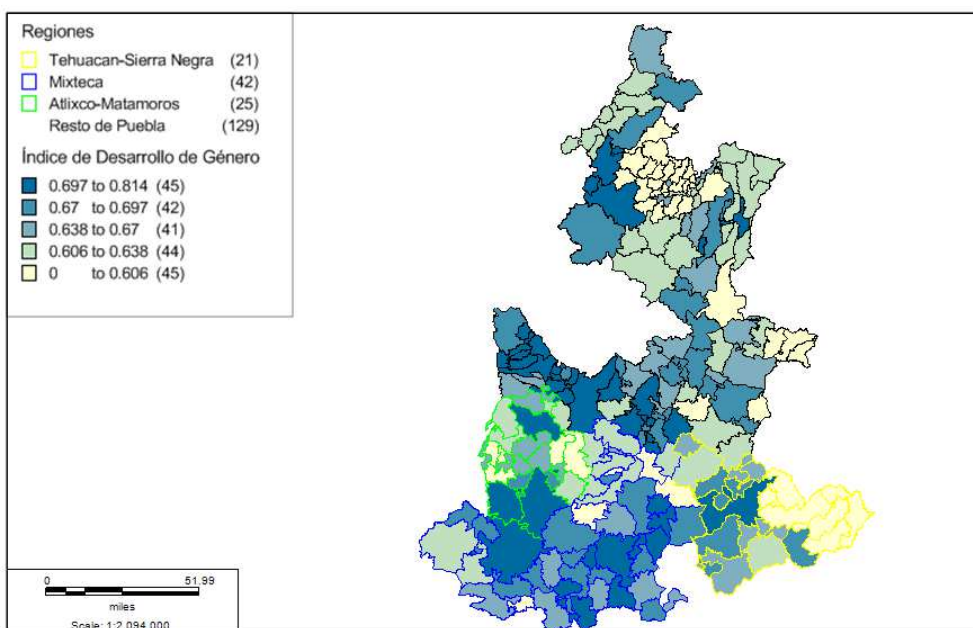 Regiones
Tehuacan-Sierra Negra (21)
Mixteca (42)
Atlixco-Matamoros (25)
Resto de Puebla (129)
Índice de Desarrollo de Género
0.697 to 0.814 (45)
0.67 to 0.697 (42)
0.638 to 0.67 (41)
0.606 to 0.638 (44)
0 to 0.606 (45)
0 51,99
miles
Scale: 1:2 094 000